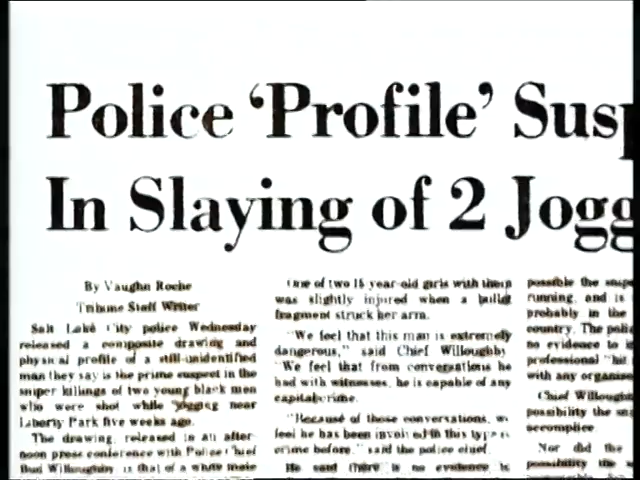 Police ‘Profile’ Sus
In Slaying of 2 Jogg
By Vaughn Roche
Tribune Staff Writer
Salt Lake City police Wednesday
released a composite drawing and
physical profile of a still-unidentified
man they say is the prime suspect in the
sniper killings of two young black men
who were shot while jogging near
Liberty Park five weeks ago.
The drawing, released in an after-
noon press conference with Police Chief
Bud Willoughby, is that of a white male
One of two 15-year-old girls with them
was slightly injured when a bullet
fragment struck her arm.
"We feel that this man is extremely
dangerous," said Chief Willoughby.
"We feel that from conversations he
had with witnesses, he is capable of any
capital crime.
"Because of those conversations, we
feel he has been involved in this type
crime before," said the police chief.
He said there is no evidence
possible the
running, and is
probably in the
country. The
no evidence to
professional "hit
with any
Chief
possibility the
accomplice.
Nor did the
possibility the